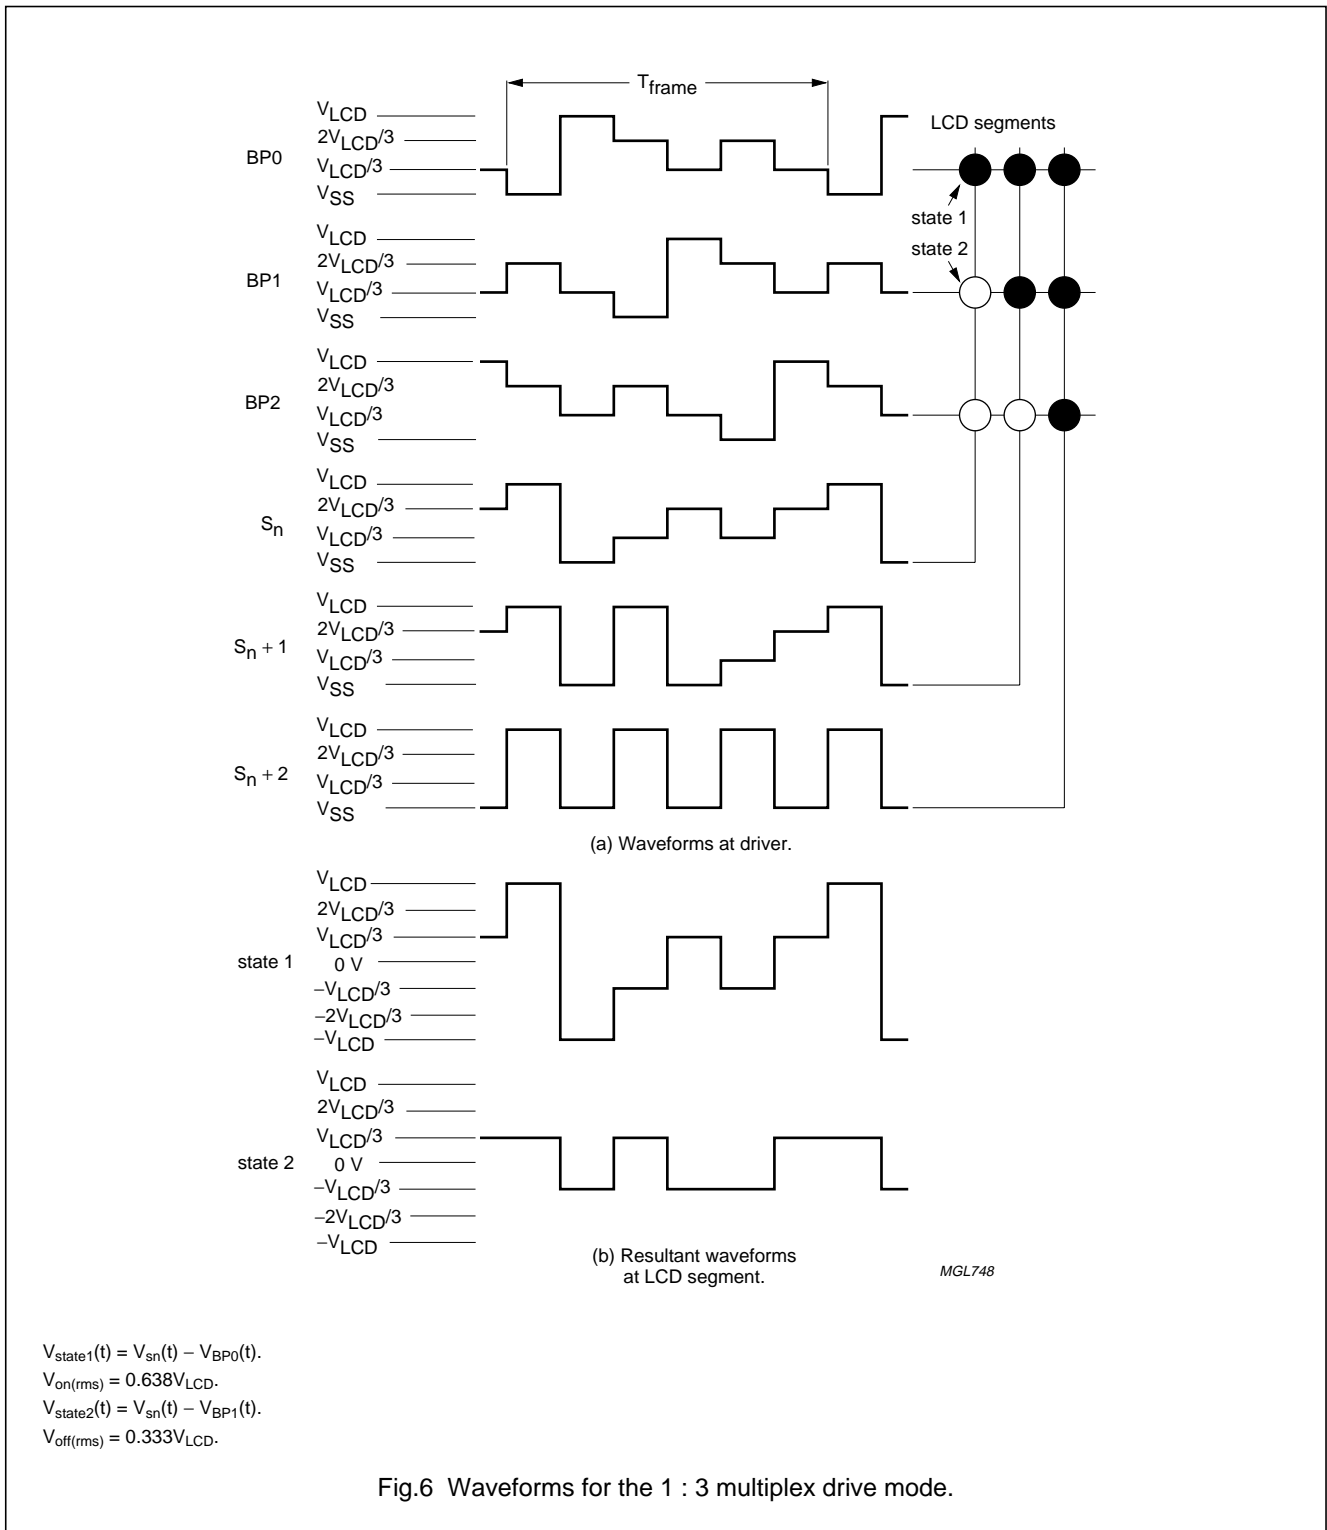 T_frame
V_LCD
2V_LCD/3
BP0
V_LCD/3
V_SS
LCD segments
state 1
state 2
V_LCD
2V_LCD/3
BP1
V_LCD/3
V_SS
V_LCD
2V_LCD/3
BP2
V_LCD/3
V_SS
V_LCD
2V_LCD/3
S_n
V_LCD/3
V_SS
V_LCD
2V_LCD/3
S_n + 1
V_LCD/3
V_SS
V_LCD
2V_LCD/3
S_n + 2
V_LCD/3
V_SS
(a) Waveforms at driver.
V_LCD
2V_LCD/3
V_LCD/3
state 1
0 V
−V_LCD/3
−2V_LCD/3
−V_LCD
V_LCD
2V_LCD/3
V_LCD/3
state 2
0 V
−V_LCD/3
−2V_LCD/3
−V_LCD
(b) Resultant waveforms
at LCD segment.
MGL748
V_state1(t) = V_sn(t) − V_BP0(t).
V_on(rms) = 0.638V_LCD.
V_state2(t) = V_sn(t) − V_BP1(t).
V_off(rms) = 0.333V_LCD.
Fig.6 Waveforms for the 1 : 3 multiplex drive mode.